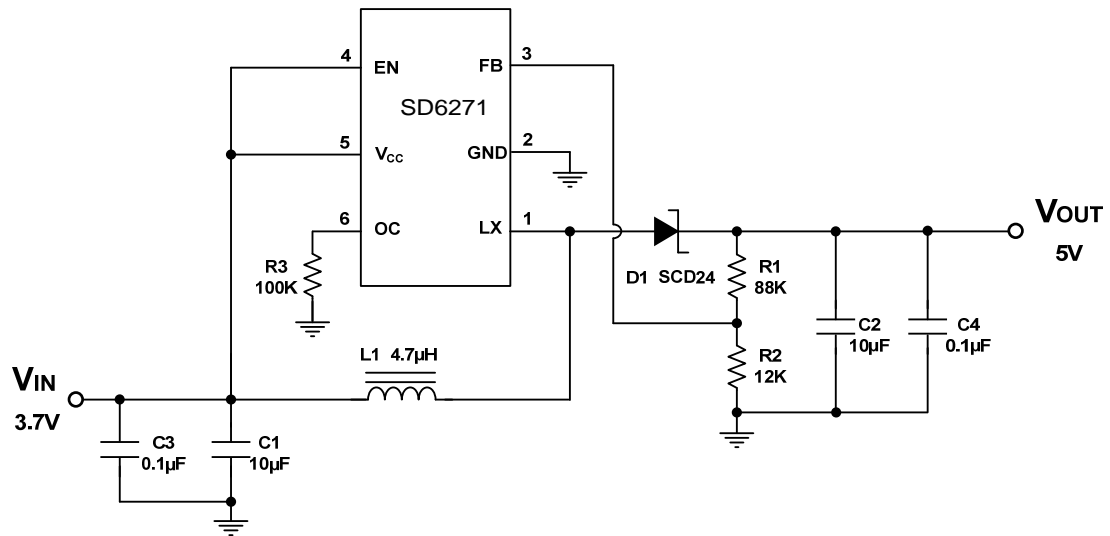 4
EN
FB
3
SD6271
5
VCC
GND
2
6
OC
LX
1
R3
100K
D1 SCD24
VOUT
5V
R1
88K
R2
12K
C2
10µF
C4
0.1µF
L1 4.7µH
VIN
3.7V
C3
0.1µF
C1
10µF